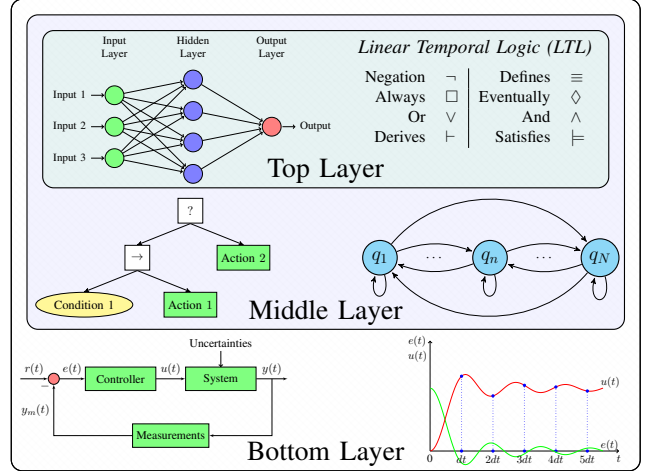 Input Layer
Hidden Layer
Output Layer
Input 1
Input 2
Input 3
Output
Linear Temporal Logic (LTL)
Negation ¬ Defines ≡
Always □ Eventually ◊
Or ∨ And ∧
Derives ⊢ Satisfies ⊨
Top Layer
?
→
Action 2
Condition 1
Action 1
q1 ··· qn ··· qN
Middle Layer
Uncertainties
r(t) e(t) Controller u(t) System y(t)
−
ym(t)
Measurements
e(t)
u(t)
u(t)
e(t)
0 dt 2dt 3dt 4dt 5dt t
Bottom Layer